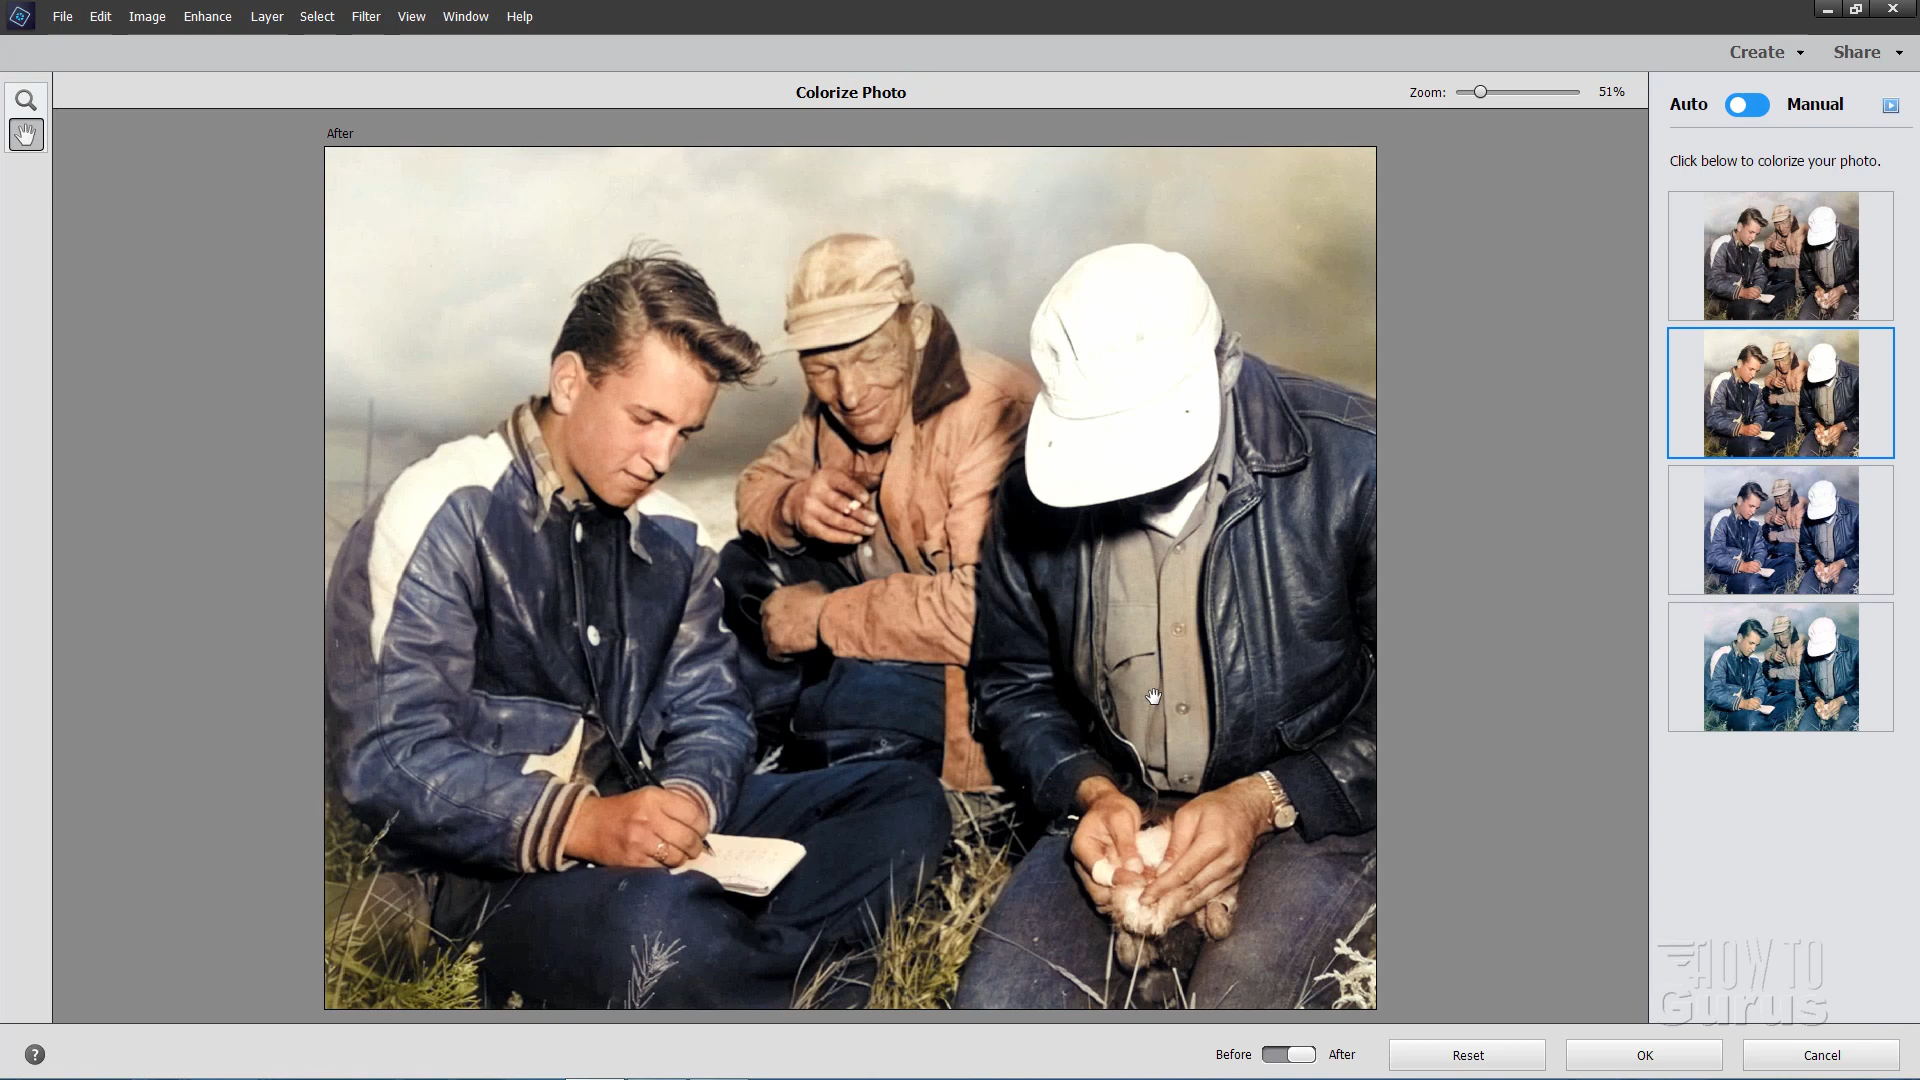 File Edit Image Enhance Layer Select Filter View Window Help
Create Share
Colorize Photo
Zoom: 51%
Auto Manual
After
Click below to colorize your photo.
HOW TO
Gurus
?
Before After
Reset
OK
Cancel